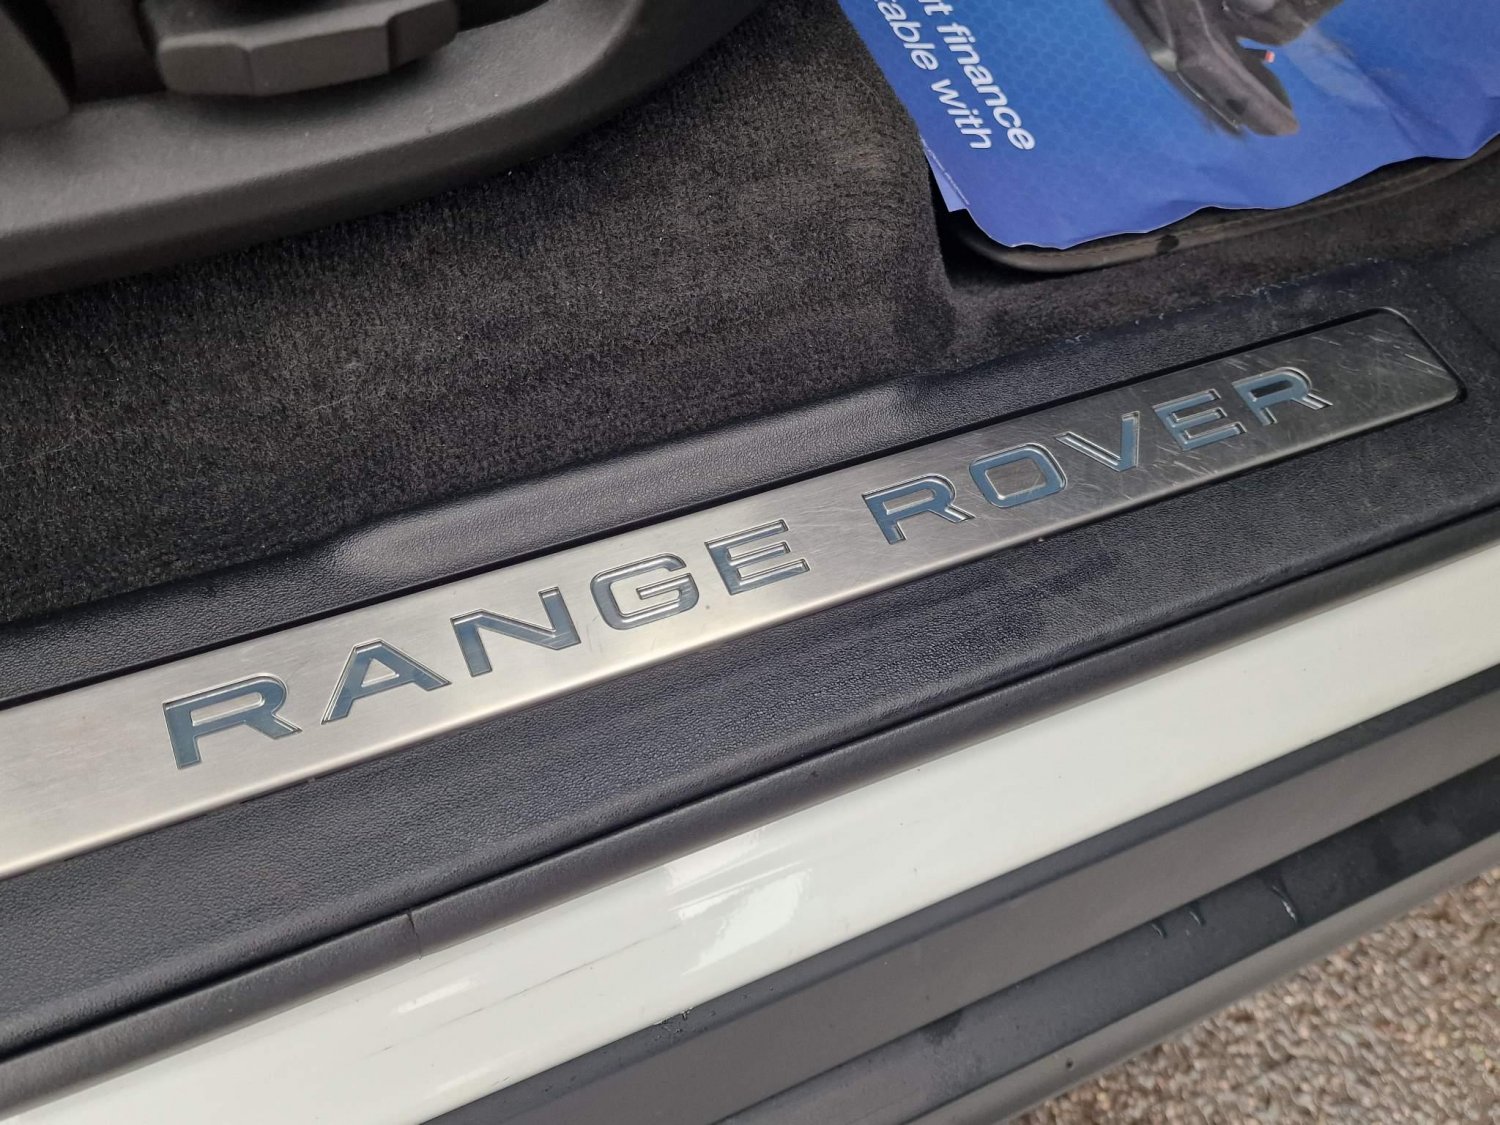 finance
able with
RANGE ROVER